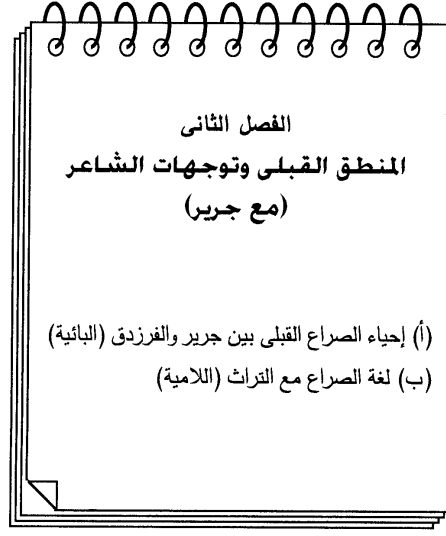 الفصل الثانى
المنطق القبلى وتوجهات الشاعر
(مع جرير)
(أ) إحياء الصراع القبلى بين جرير والفرزدق (البائية)
(ب) لغة الصراع مع التراث (اللامية)